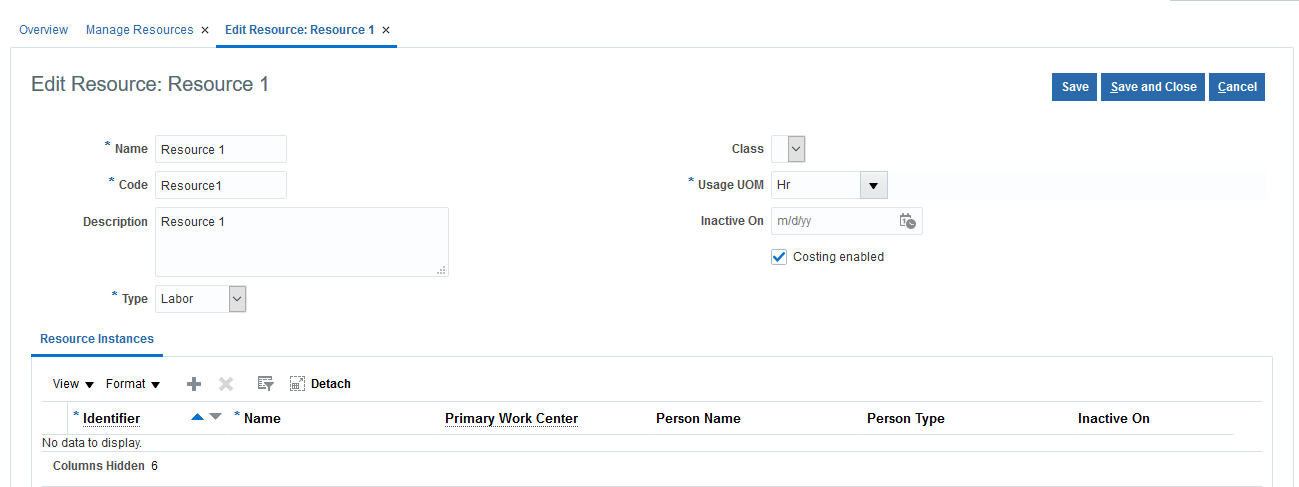 Overview Manage Resources × Edit Resource: Resource 1 ×
Edit Resource: Resource 1
Save Save and Close Cancel
* Name Resource 1
Class
* Code Resource1
* Usage UOM Hr
Description Resource 1
Inactive On m/d/yy
Costing enabled
* Type Labor
Resource Instances
View Format Detach
* Identifier * Name Primary Work Center Person Name Person Type Inactive On
No data to display.
Columns Hidden 6